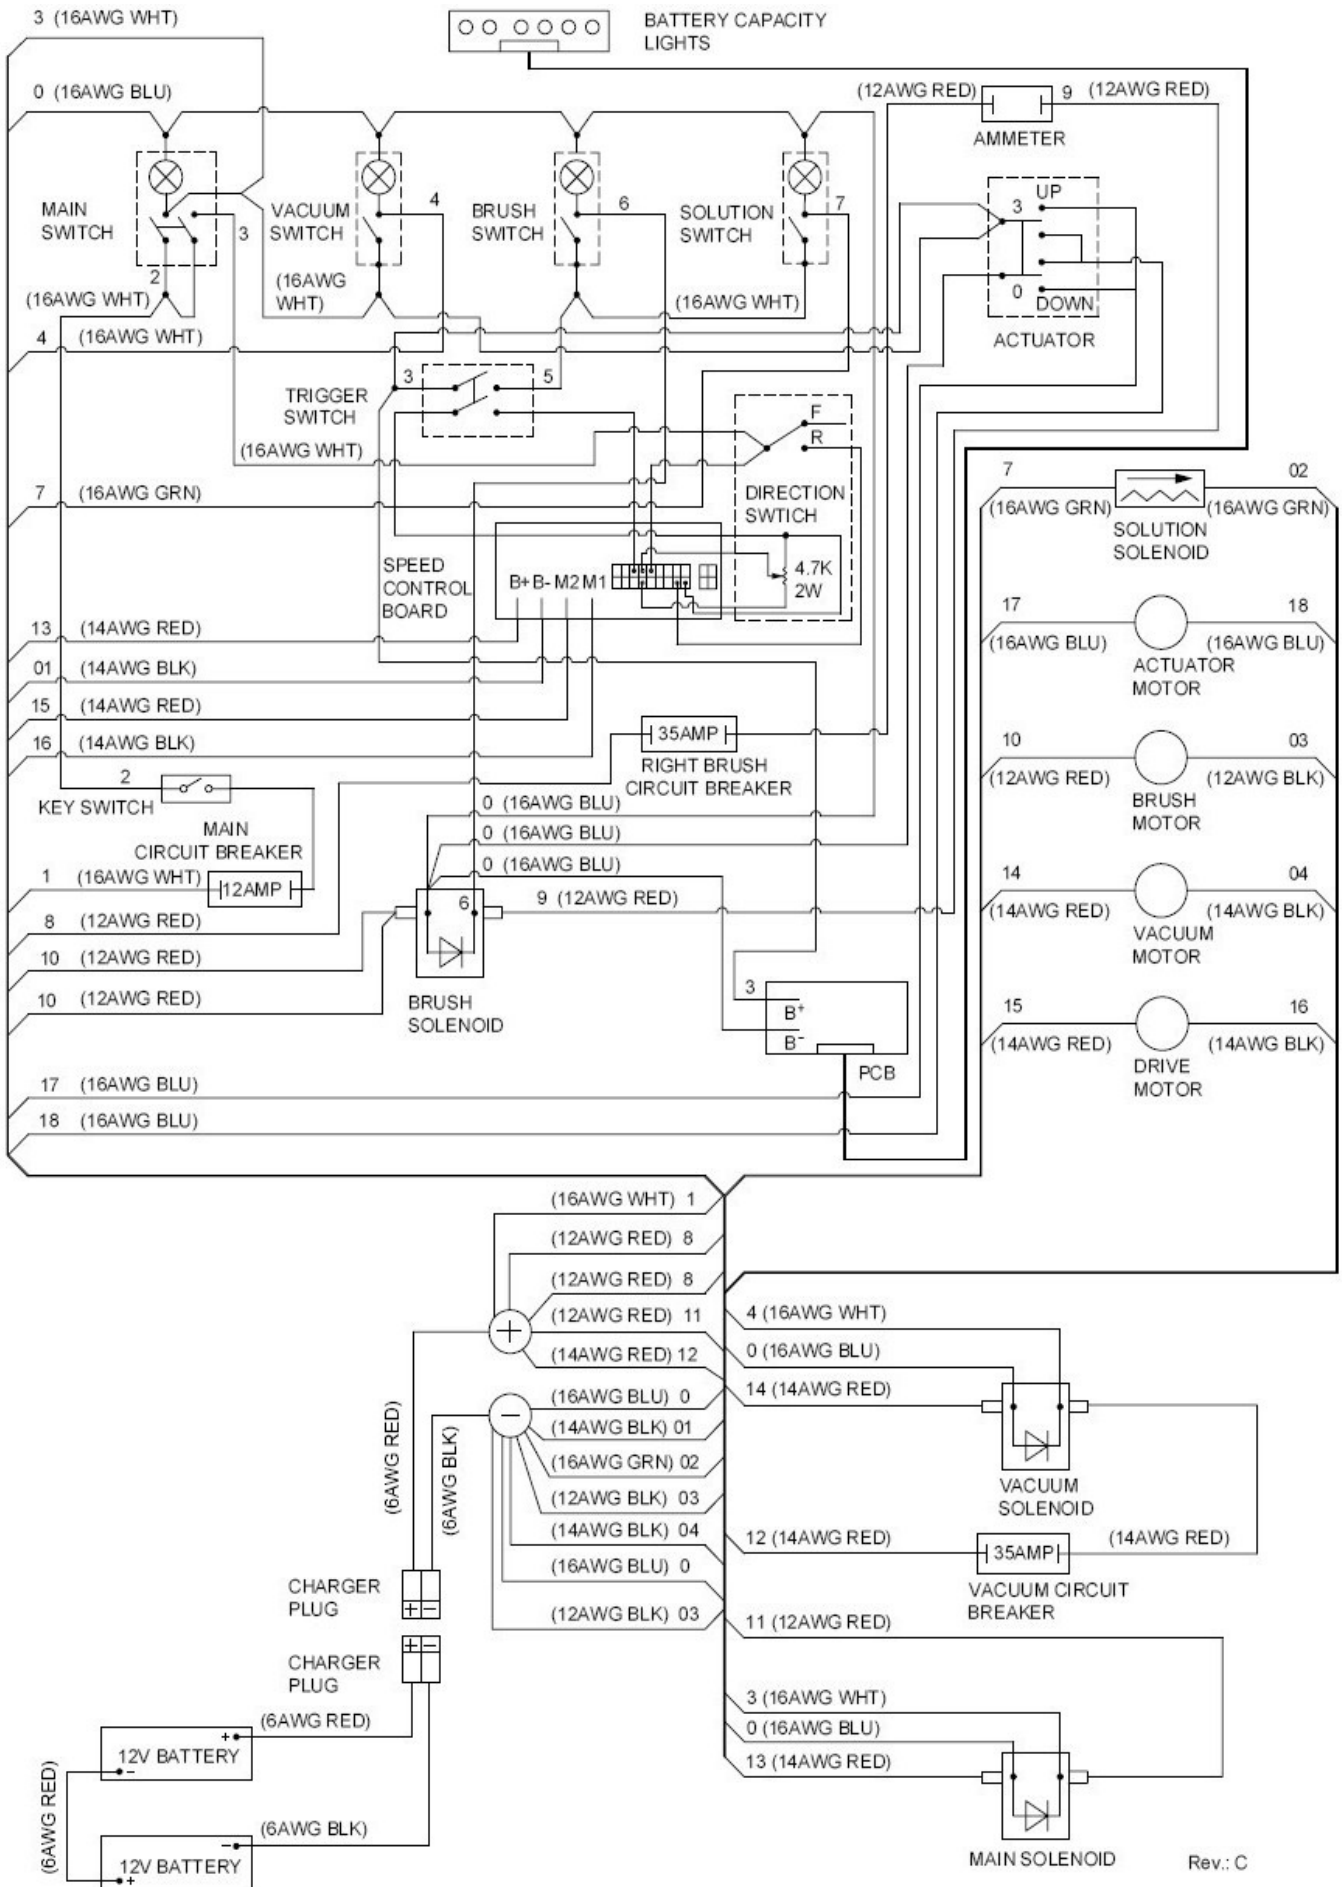 3 (16AWG WHT)
BATTERY CAPACITY
LIGHTS
0 (16AWG BLU)
(12AWG RED)
9 (12AWG RED)
AMMETER
MAIN
SWITCH
3
2
VACUUM
SWITCH
4
BRUSH
SWITCH
6
SOLUTION
SWITCH
7
UP
3
0
DOWN
ACTUATOR
(16AWG WHT)
(16AWG
WHT)
(16AWG WHT)
4 (16AWG WHT)
TRIGGER
SWITCH
3
5
(16AWG WHT)
F
R
DIRECTION
SWTICH
4.7K
2W
7 (16AWG GRN)
SPEED
CONTROL
BOARD
B+ B- M2 M1
13 (14AWG RED)
01 (14AWG BLK)
15 (14AWG RED)
16 (14AWG BLK)
35AMP
RIGHT BRUSH
CIRCUIT BREAKER
2
KEY SWITCH
MAIN
CIRCUIT BREAKER
0 (16AWG BLU)
0 (16AWG BLU)
0 (16AWG BLU)
1 (16AWG WHT)
12AMP
6
9 (12AWG RED)
8 (12AWG RED)
10 (12AWG RED)
10 (12AWG RED)
BRUSH
SOLENOID
3
B+
B-
PCB
17 (16AWG BLU)
18 (16AWG BLU)
7
02
(16AWG GRN)
(16AWG GRN)
SOLUTION
SOLENOID
17
18
(16AWG BLU)
(16AWG BLU)
ACTUATOR
MOTOR
10
03
(12AWG RED)
(12AWG BLK)
BRUSH
MOTOR
14
04
(14AWG RED)
(14AWG BLK)
VACUUM
MOTOR
15
16
(14AWG RED)
(14AWG BLK)
DRIVE
MOTOR
(16AWG WHT) 1
(12AWG RED) 8
(12AWG RED) 8
(12AWG RED) 11
(14AWG RED) 12
+
(16AWG BLU) 0
(14AWG BLK) 01
(16AWG GRN) 02
(12AWG BLK) 03
(14AWG BLK) 04
(16AWG BLU) 0
(12AWG BLK) 03
−
(6AWG RED)
(6AWG BLK)
4 (16AWG WHT)
0 (16AWG BLU)
14 (14AWG RED)
VACUUM
SOLENOID
12 (14AWG RED)
35AMP
(14AWG RED)
VACUUM CIRCUIT
BREAKER
11 (12AWG RED)
3 (16AWG WHT)
0 (16AWG BLU)
13 (14AWG RED)
MAIN SOLENOID
CHARGER
PLUG
+ −
CHARGER
PLUG
+ −
(6AWG RED)
+
12V BATTERY
-
(6AWG RED)
(6AWG BLK)
−
12V BATTERY
+
Rev.: C